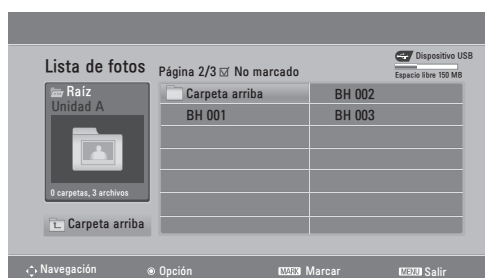 Lista de fotos
Página 2/3 No marcado
Dispositivo USB
Espacio libre 150 MB
Raíz
Unidad A
0 carpetas, 3 archivos
Carpeta arriba
Carpeta arriba
BH 002
BH 001
BH 003
Navegación
Opción
MARK Marcar
MENU Salir